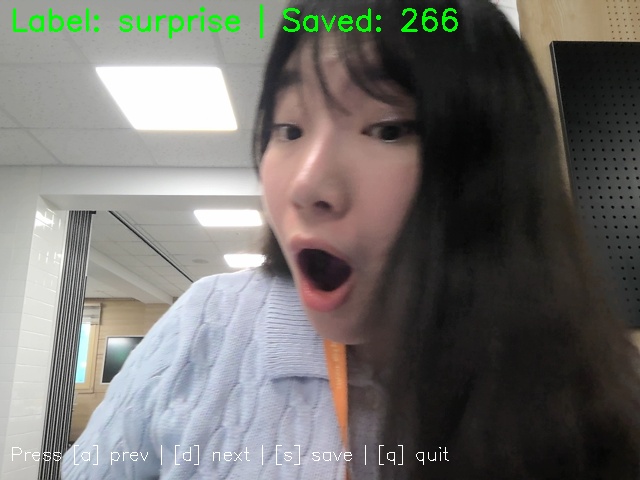 Label: surprise | Saved: 266
Press [a] prev | [d] next | [s] save | [q] quit